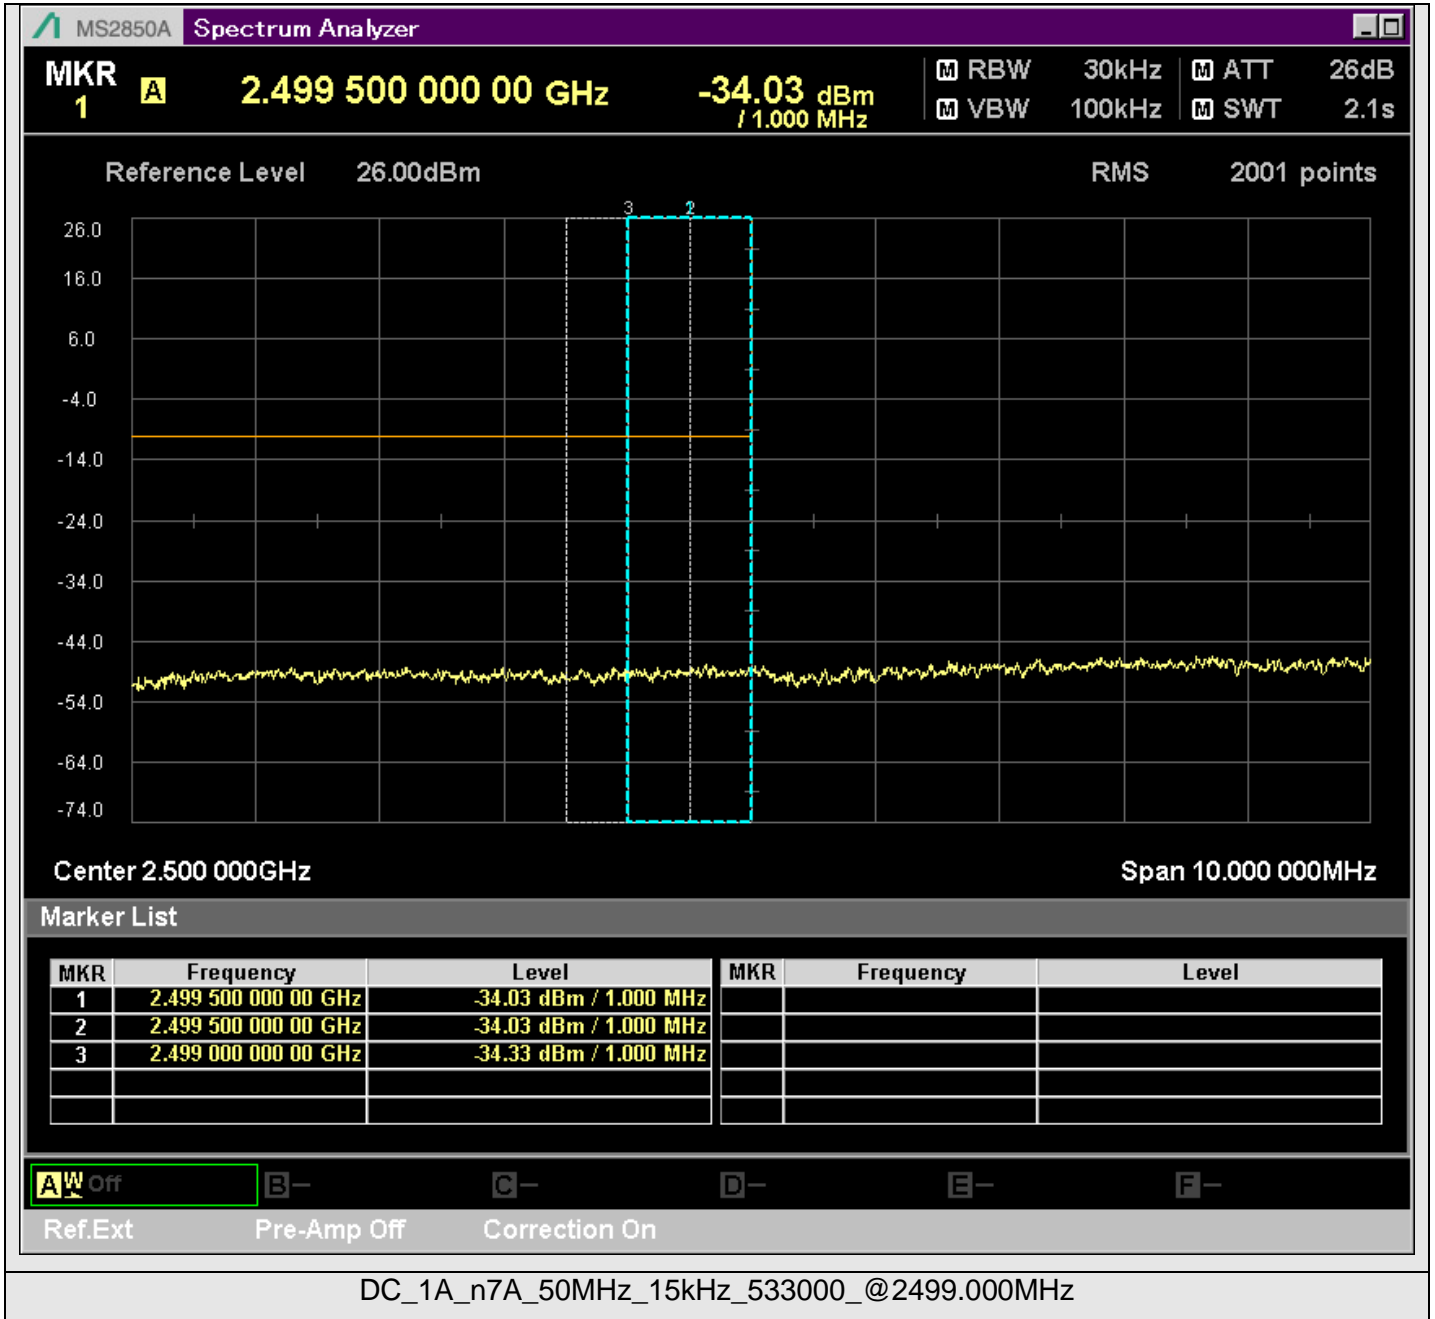 MS2850A Spectrum Analyzer
MKR 1 A 2.499 500 000 00 GHz -34.03 dBm / 1.000 MHz
M RBW 30kHz M ATT 26dB
M VBW 100kHz M SWT 2.1s
Reference Level 26.00dBm RMS 2001 points
3 2
26.0
16.0
6.0
-4.0
-14.0
-24.0
-34.0
-44.0
-54.0
-64.0
-74.0
Center 2.500 000GHz Span 10.000 000MHz
Marker List
MKR Frequency Level MKR Frequency Level
1 2.499 500 000 00 GHz -34.03 dBm / 1.000 MHz
2 2.499 500 000 00 GHz -34.03 dBm / 1.000 MHz
3 2.499 000 000 00 GHz -34.33 dBm / 1.000 MHz
A W Off B - C - D - E - F -
Ref.Ext Pre-Amp Off Correction On
DC_1A_n7A_50MHz_15kHz_533000_@2499.000MHz